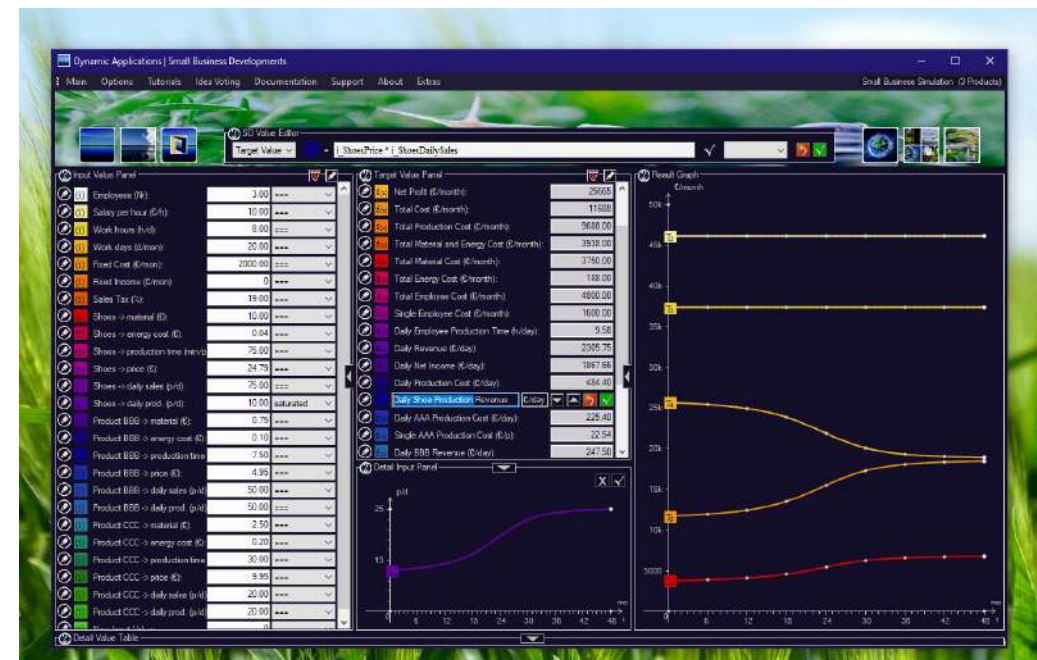 Dynamic Applications | Small Business Developments
Main Options Tutorials Idea Voting Documentation Support About Extras
Small Business Simulation (3 Products)
SD Value Editor
Target Value = i_ShoesPrice * i_ShoesDailySales
Input Value Panel
Employees (Nr): 3.00 ===
Salary per hour (€/h): 10.00 ===
Work hours (h/d): 8.00 ===
Work days (d/mon): 20.00 ===
Fixed Cost (€/mon): 2000.00 ===
Fixed Income (€/mon): 0 ===
Sales Tax (%): 19.00 ===
Shoes -> material (€): 10.00 ===
Shoes -> energy cost (€): 0.04 ===
Shoes -> production time (min/p 75.00 ===
Shoes -> price (€): 24.79 ===
Shoes -> daily sales (p/d): 75.00 ===
Shoes -> daily prod. (p/d): 10.00 saturated
Product BBB -> material (€): 0.75 ===
Product BBB -> energy cost (€): 0.10 ===
Product BBB -> production time 7.50 ===
Product BBB -> price (€): 4.95 ===
Product BBB -> daily sales (p/d) 50.00 ===
Product BBB -> daily prod. (p/d) 50.00 ===
Product CCC -> material (€): 2.50 ===
Product CCC -> energy cost (€): 0.20 ===
Product CCC -> production time 30.00 ===
Product CCC -> price (€): 9.95 ===
Product CCC -> daily sales (p/d) 20.00 ===
Product CCC -> daily prod. (p/d) 20.00 ===
Detail Value Table
Target Value Panel
Net Profit (€/month): 25665
Total Cost (€/month): 11688
Total Production Cost (€/month): 9688.00
Total Material and Energy Cost (€/month): 3938.00
Total Material Cost (€/month): 3750.00
Total Energy Cost (€/month): 188.00
Total Employee Cost (€/month): 4800.00
Single Employee Cost (€/month): 1600.00
Daily Employee Production Time (h/day): 9.58
Daily Revenue (€/day): 2305.75
Daily Net Income (€/day): 1867.66
Daily Production Cost (€/day): 484.40
Daily Shoe Production Revenue €/day
Daily AAA Production Cost (€/day): 225.40
Single AAA Production Cost (€/p): 22.54
Daily BBB Revenue (€/day): 247.50
Detail Input Panel
X
p/d
25
13
0 6 12 18 24 30 36 42 48
mo
t
Result Graph
€/month
50k
45k
40k
35k
30k
25k
20k
15k
10k
5000
0 6 12 18 24 30 36 42 48
mo
t